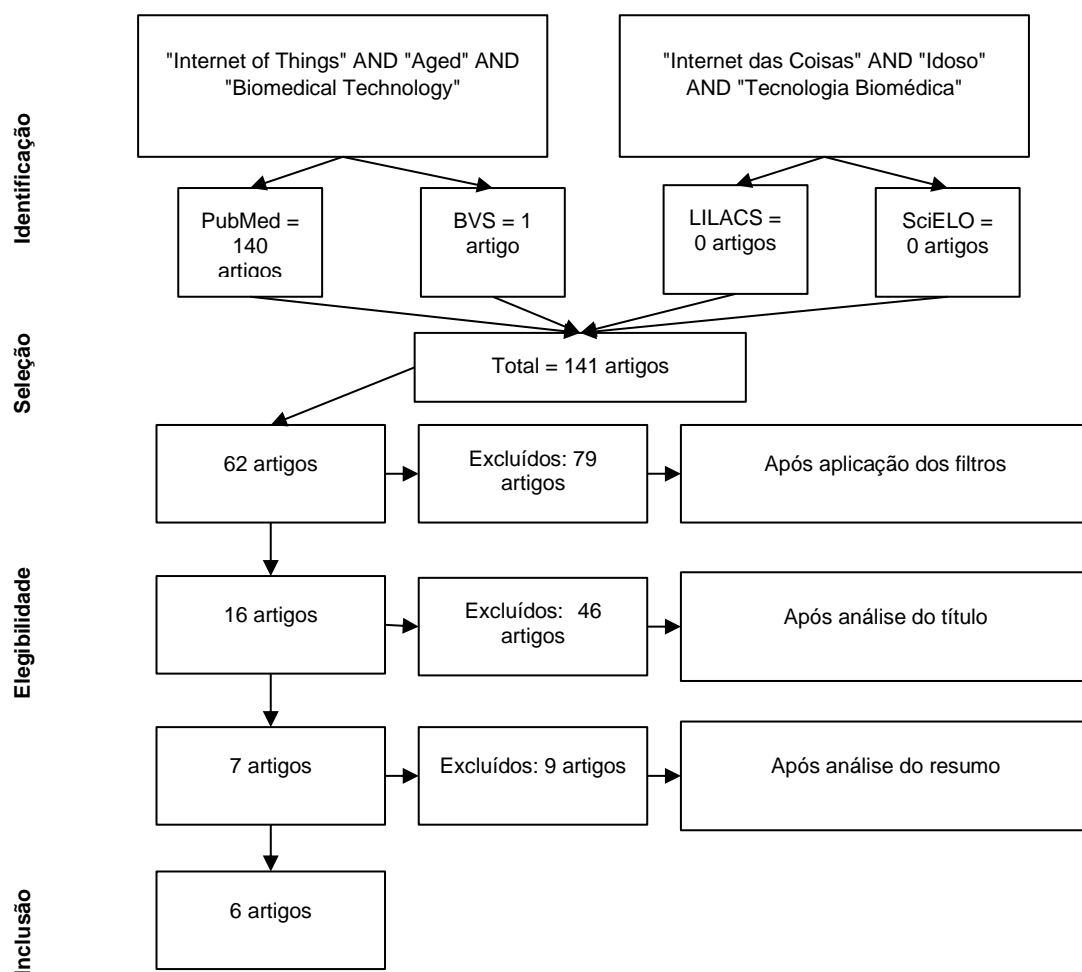 Identificação
"Internet of Things" AND "Aged" AND
"Biomedical Technology"
"Internet das Coisas" AND "Idoso"
AND "Tecnologia Biomédica"
PubMed =
140
artigos
BVS = 1
artigo
LILACS =
0 artigos
SciELO =
0 artigos
Seleção
Total = 141 artigos
62 artigos
Excluídos: 79
artigos
Após aplicação dos filtros
Elegibilidade
16 artigos
Excluídos: 46
artigos
Após análise do título
7 artigos
Excluídos: 9 artigos
Após análise do resumo
Inclusão
6 artigos